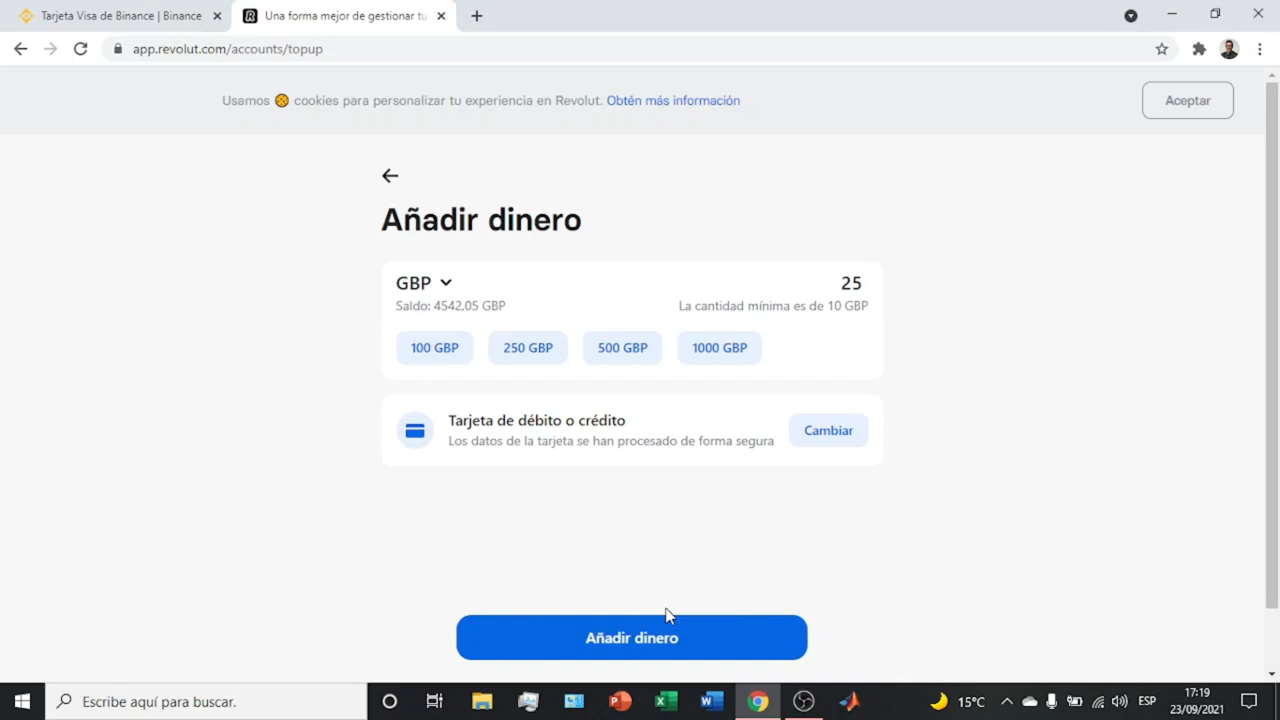 Tarjeta Visa de Binance | Binance
Una forma mejor de gestionar tu
app.revolut.com/accounts/topup
Usamos cookies para personalizar tu experiencia en Revolut. Obtén más información
Aceptar
Añadir dinero
GBP 25
Saldo: 4542,05 GBP La cantidad mínima es de 10 GBP
100 GBP 250 GBP 500 GBP 1000 GBP
Tarjeta de débito o crédito
Los datos de la tarjeta se han procesado de forma segura
Cambiar
Añadir dinero
Escribe aquí para buscar.
15°C
ESP
17:19
23/09/2021